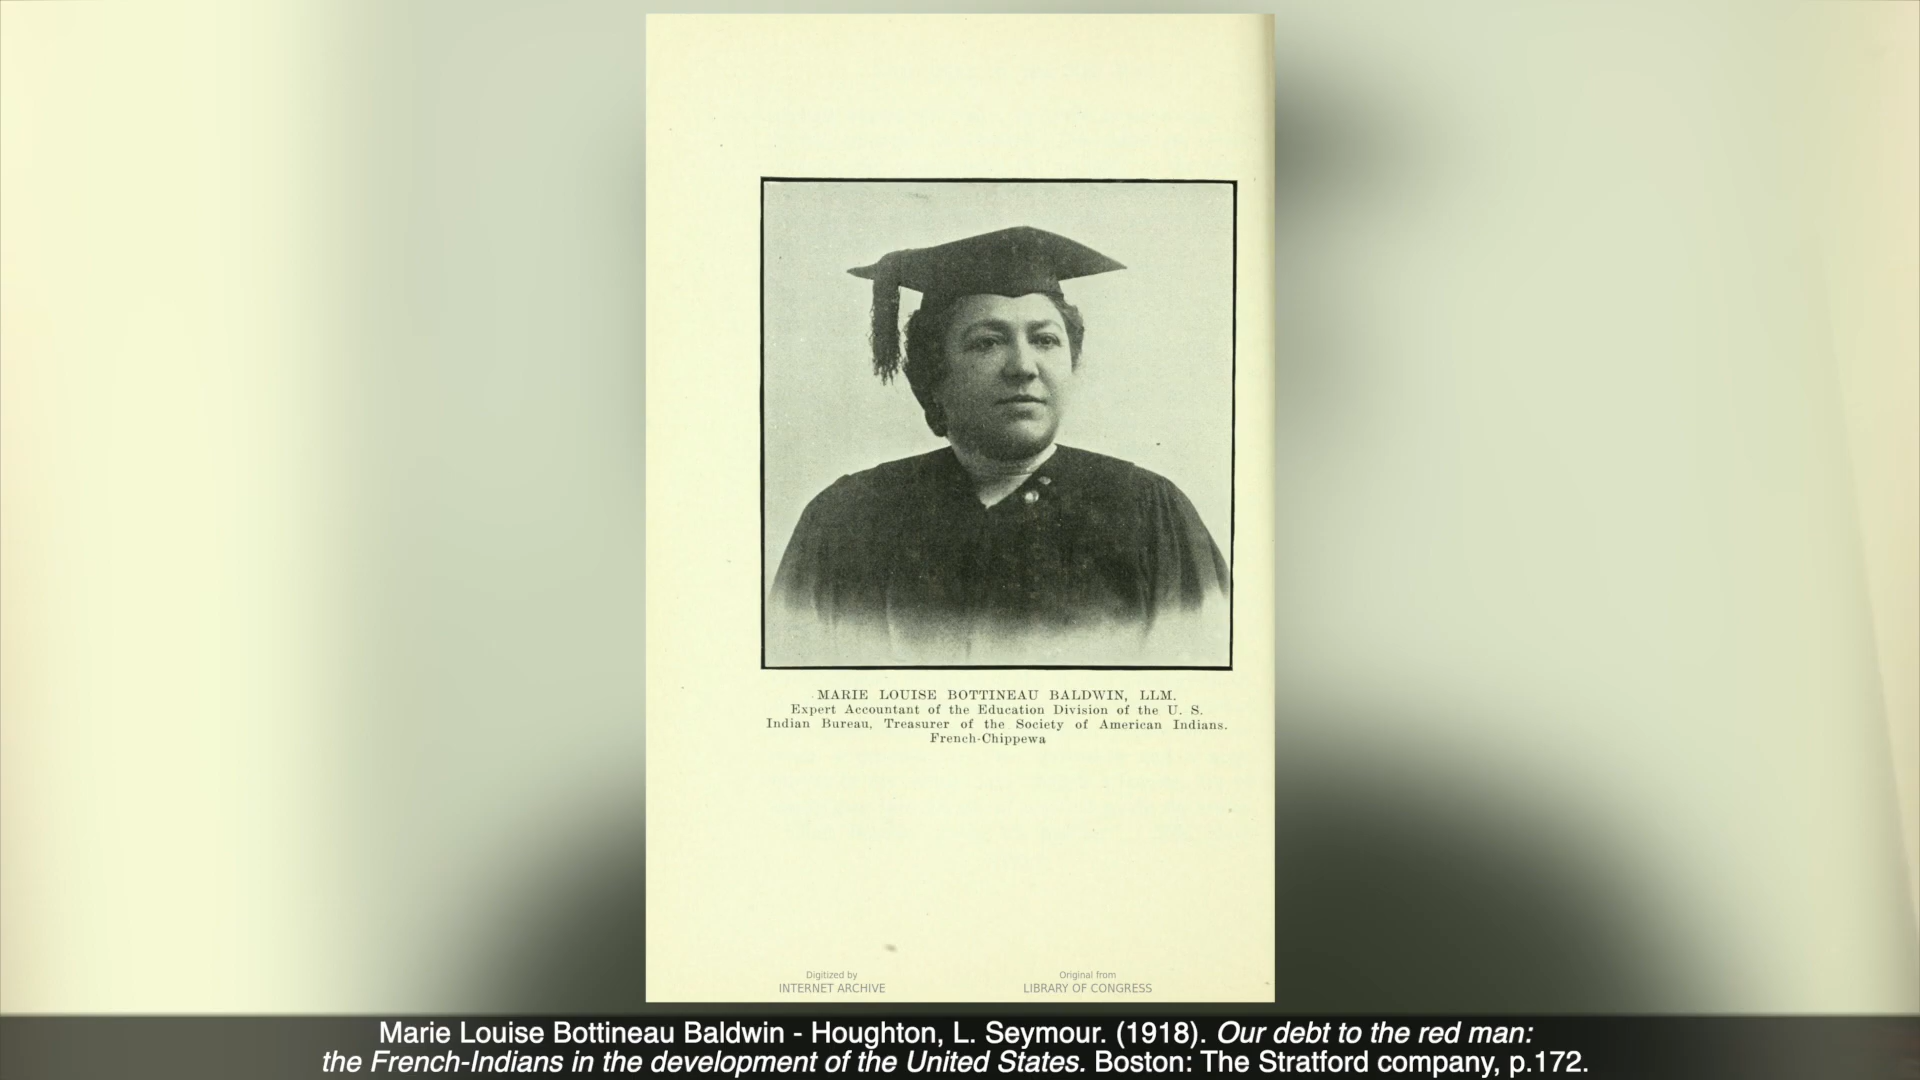 MARIE LOUISE BOTTINEAU BALDWIN, LLM.
Expert Accountant of the Education Division of the U. S.
Indian Bureau, Treasurer of the Society of American Indians.
French-Chippewa
Digitized by
INTERNET ARCHIVE
Original from
LIBRARY OF CONGRESS
Marie Louise Bottineau Baldwin - Houghton, L. Seymour. (1918). Our debt to the red man:
the French-Indians in the development of the United States. Boston: The Stratford company, p.172.